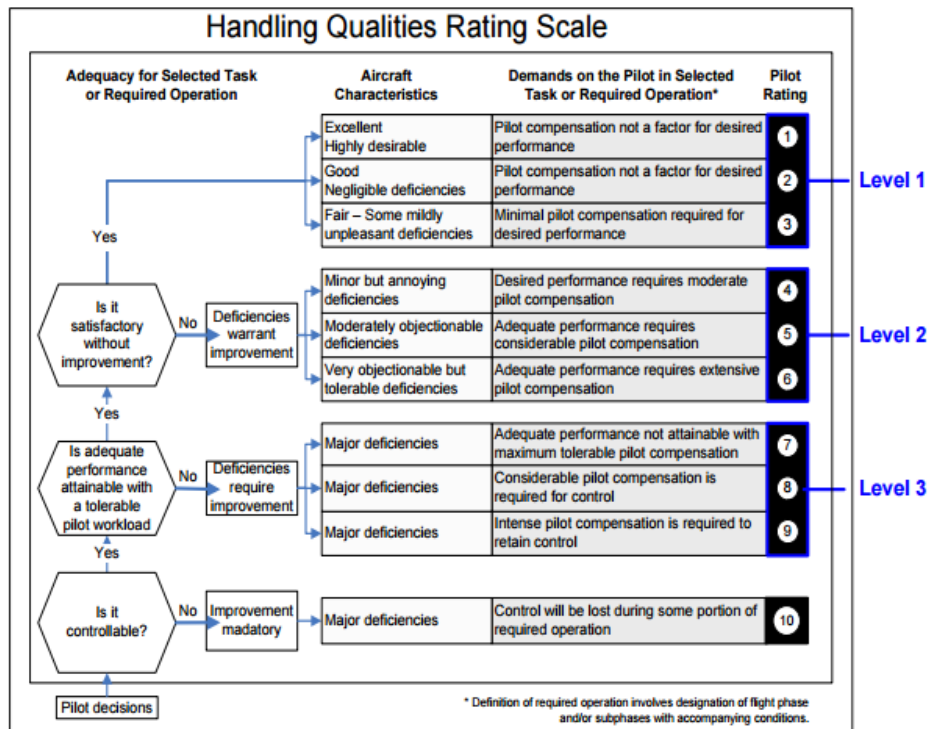 Handling Qualities Rating Scale
Adequacy for Selected Task
or Required Operation
Aircraft
Characteristics
Demands on the Pilot in Selected
Task or Required Operation*
Pilot
Rating
Excellent
Highly desirable
Pilot compensation not a factor for desired
performance
1
Good
Negligible deficiencies
Pilot compensation not a factor for desired
performance
2
Level 1
Fair – Some mildly
unpleasant deficiencies
Minimal pilot compensation required for
desired performance
3
Yes
Is it
satisfactory
without
improvement?
No
Deficiencies
warrant
improvement
Minor but annoying
deficiencies
Desired performance requires moderate
pilot compensation
4
Moderately objectionable
deficiencies
Adequate performance requires
considerable pilot compensation
5
Level 2
Very objectionable but
tolerable deficiencies
Adequate performance requires extensive
pilot compensation
6
Yes
Is adequate
performance
attainable with
a tolerable
pilot workload
No
Deficiencies
require
improvement
Major deficiencies
Adequate performance not attainable with
maximum tolerable pilot compensation
7
Major deficiencies
Considerable pilot compensation is
required for control
8
Level 3
Major deficiencies
Intense pilot compensation is required to
retain control
9
Yes
Is it
controllable?
No
Improvement
madatory
Major deficiencies
Control will be lost during some portion of
required operation
10
Pilot decisions
* Definition of required operation involves designation of flight phase
and/or subphases with accompanying conditions.